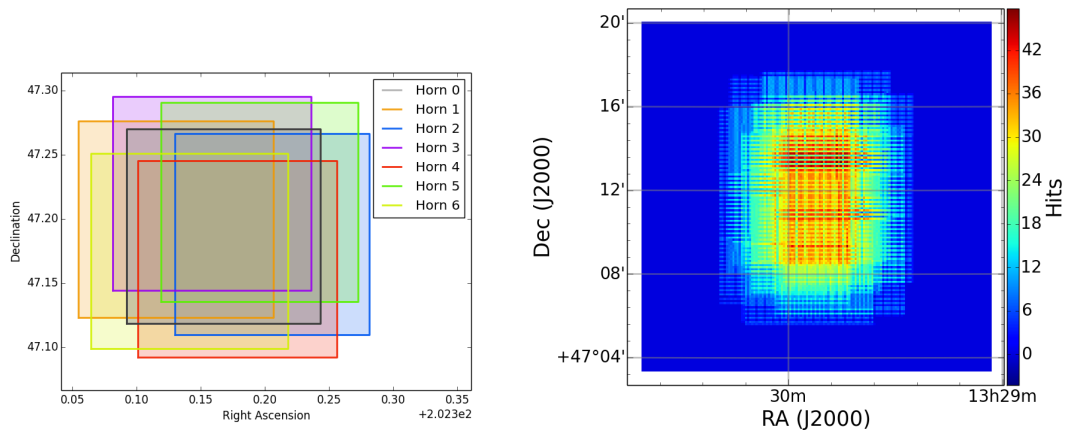 47.30
47.25
47.20
47.15
47.10
Declination
0.05 0.10 0.15 0.20 0.25 0.30 0.35
+2.023e2
Right Ascension
Horn 0
Horn 1
Horn 2
Horn 3
Horn 4
Horn 5
Horn 6
20'
16'
12'
08'
+47°04'
Dec (J2000)
30m 13h29m
RA (J2000)
42
36
30
24
18
12
6
0
Hits